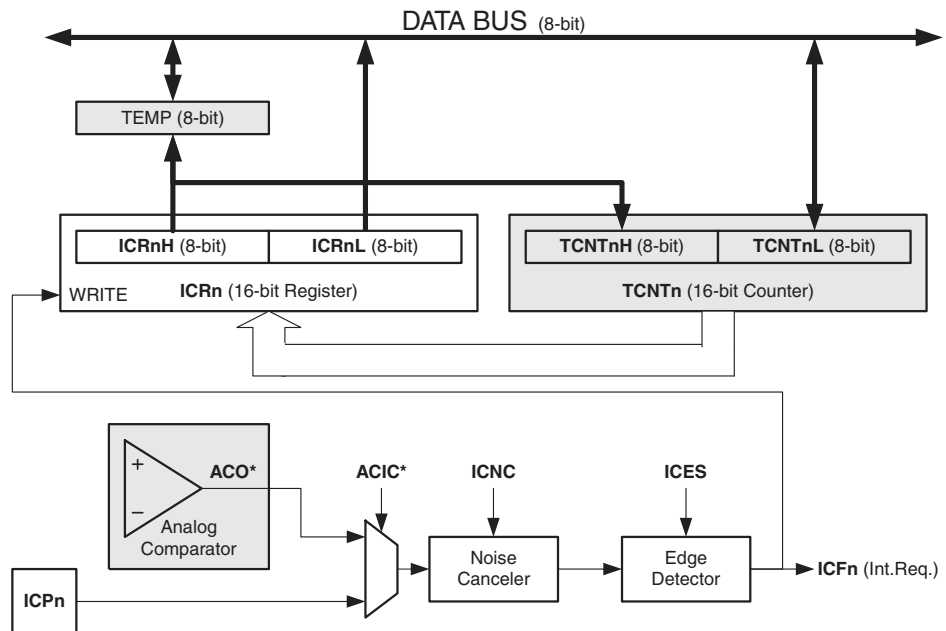 DATA BUS (8-bit)
TEMP (8-bit)
ICRnH (8-bit) ICRnL (8-bit)
TCNTnH (8-bit) TCNTnL (8-bit)
WRITE
ICRn (16-bit Register)
TCNTn (16-bit Counter)
+
−
ACO*
Analog
Comparator
ACIC*
ICNC
ICES
Noise
Canceler
Edge
Detector
ICFn (Int.Req.)
ICPn